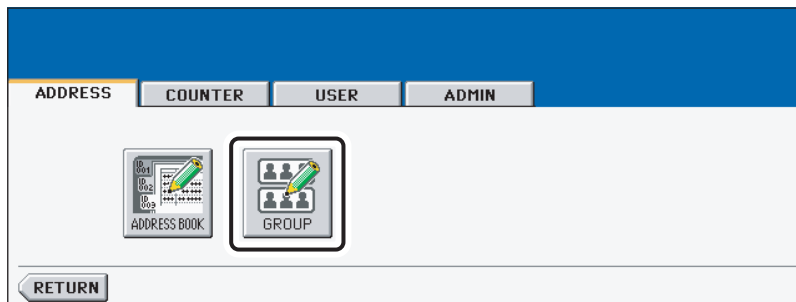 ADDRESS COUNTER USER ADMIN
ID 001
ID 002
ID 003
ADDRESS BOOK GROUP
RETURN